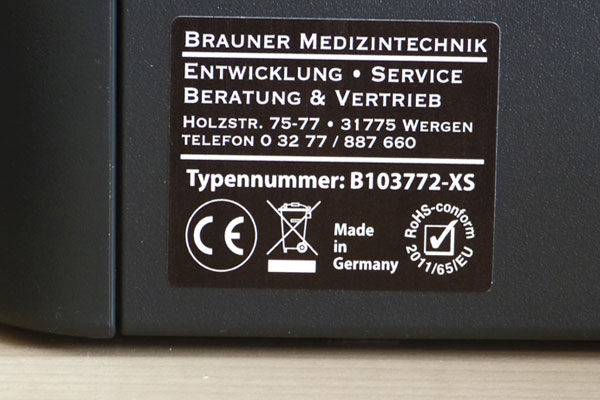 BRAUNER MEDIZINTECHNIK
ENTWICKLUNG • SERVICE
BERATUNG & VERTRIEB
HOLZSTR. 75-77 • 31775 WERGEN
TELEFON 0 32 77 / 887 660
Typennummer: B103772-XS
CE
Made
in
Germany
RoHS-conform
2011/65/EU